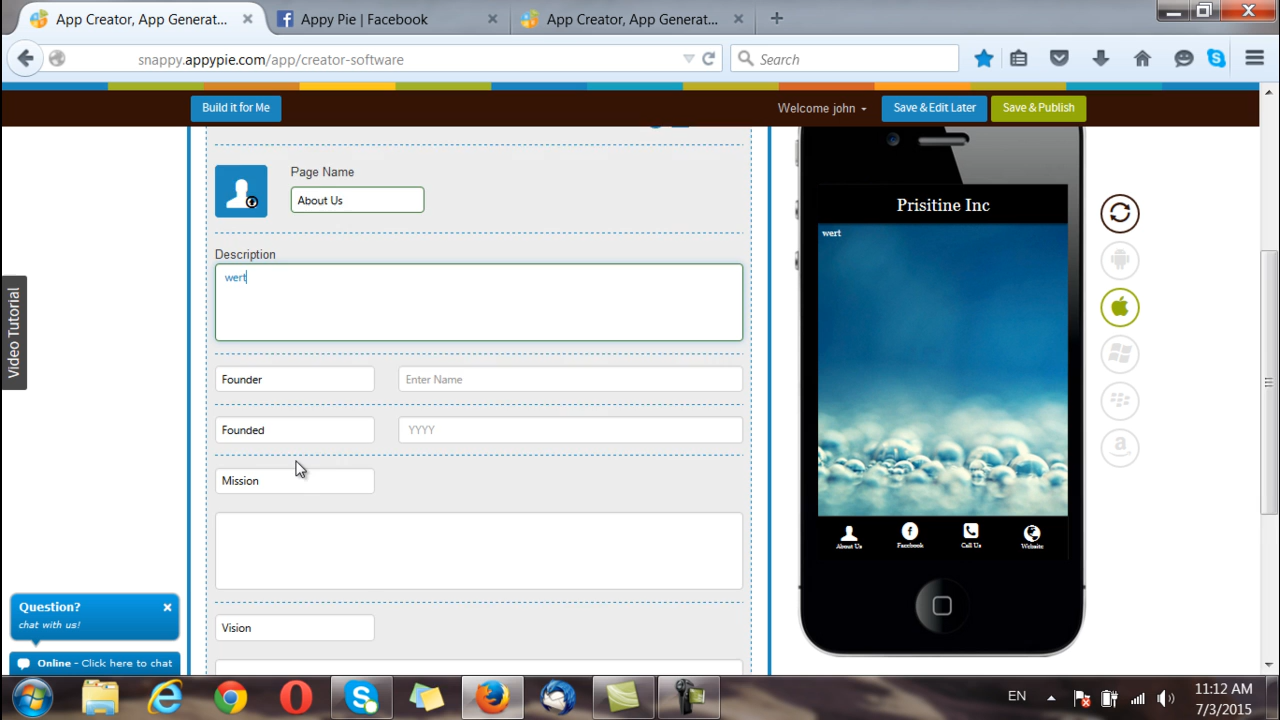 App Creator, App Generat...
Appy Pie | Facebook
App Creator, App Generat...
snappy.appypie.com/app/creator-software
Search
Build it for Me
Welcome john
Save & Edit Later
Save & Publish
Page Name
About Us
Description
wert
Founder
Enter Name
Founded
YYYY
Mission
Vision
Video Tutorial
Question?
chat with us!
Online - Click here to chat
Prisitine Inc
wert
About Us
Facebook
Call Us
Website
EN
11:12 AM
7/3/2015